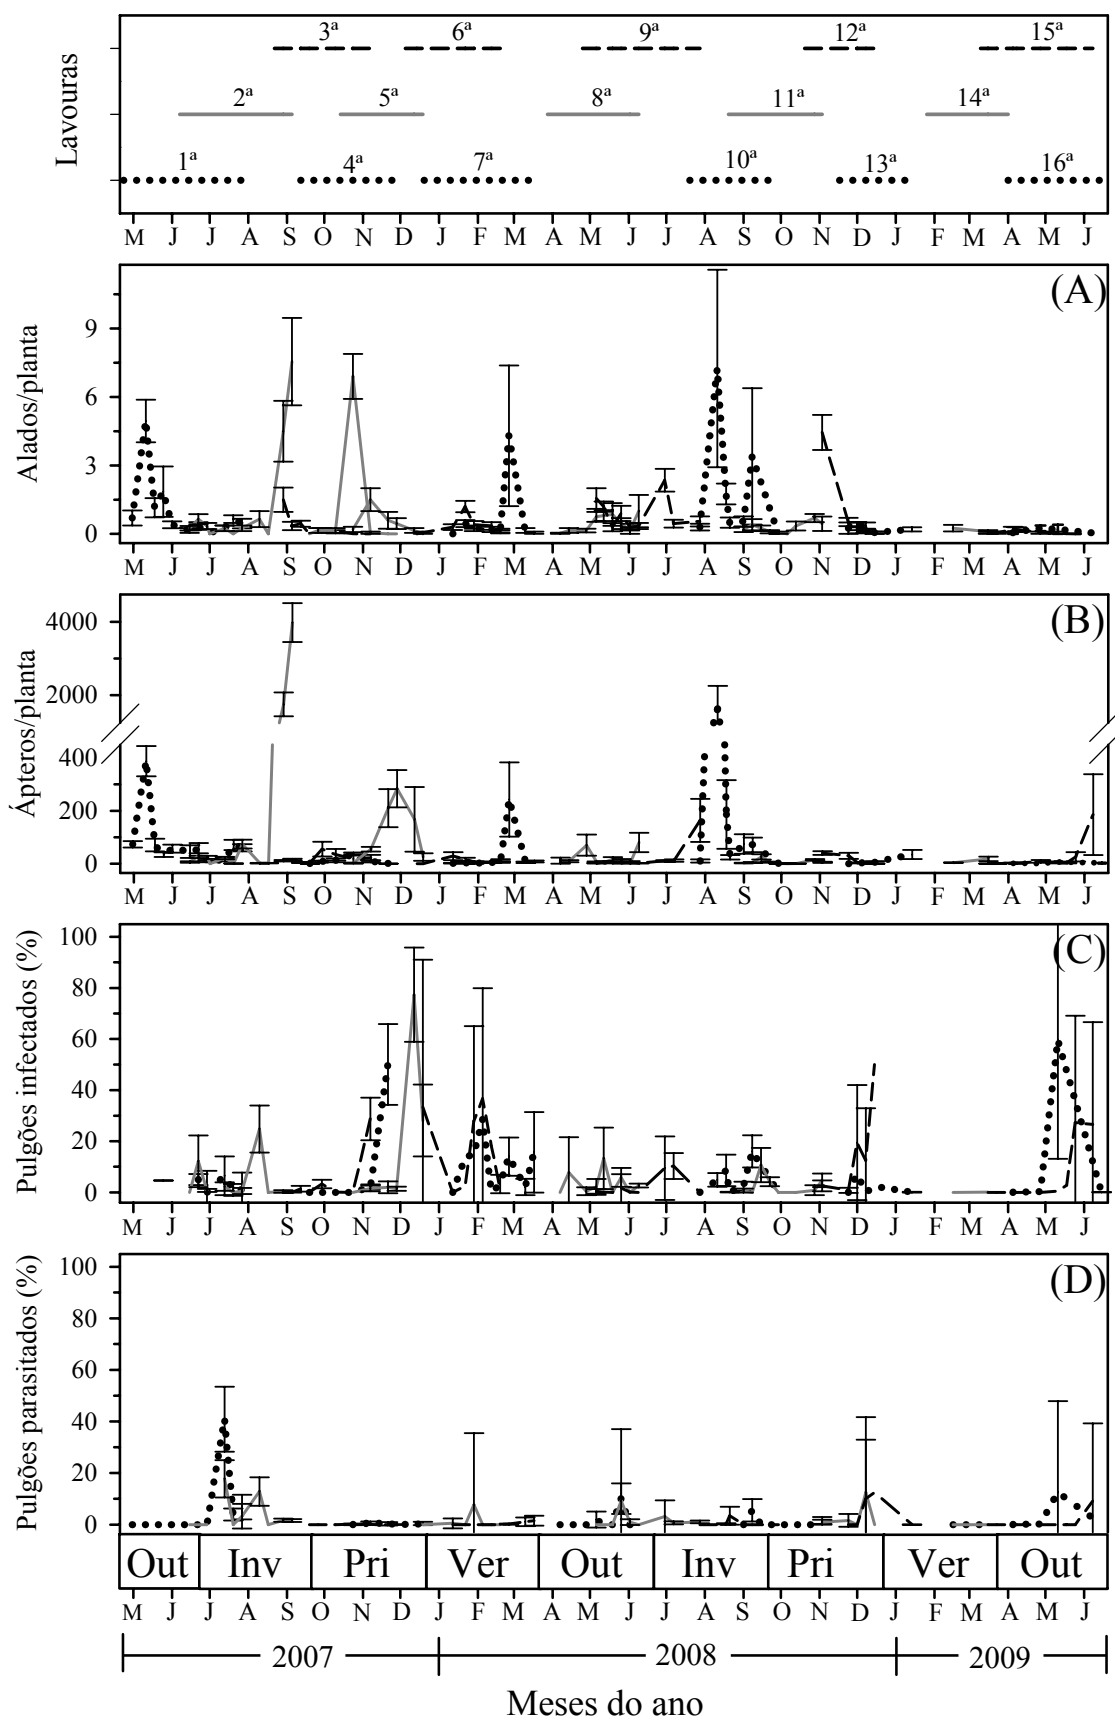 Lavouras
3ª 6ª 9ª 12ª 15ª
2ª 5ª 8ª 11ª 14ª
1ª 4ª 7ª 10ª 13ª 16ª
M J J A S O N D J F M A M J J A S O N D J F M A M J
(A)
Alados/planta
9
6
3
0
M J J A S O N D J F M A M J J A S O N D J F M A M J
(B)
Ápteros/planta
4000
2000
400
200
0
M J J A S O N D J F M A M J J A S O N D J F M A M J
(C)
Pulgões infectados (%)
100
80
60
40
20
0
M J J A S O N D J F M A M J J A S O N D J F M A M J
(D)
Pulgões parasitados (%)
100
80
60
40
20
0
Out Inv Pri Ver Out Inv Pri Ver Out
M J J A S O N D J F M A M J J A S O N D J F M A M J
2007 2008 2009
Meses do ano